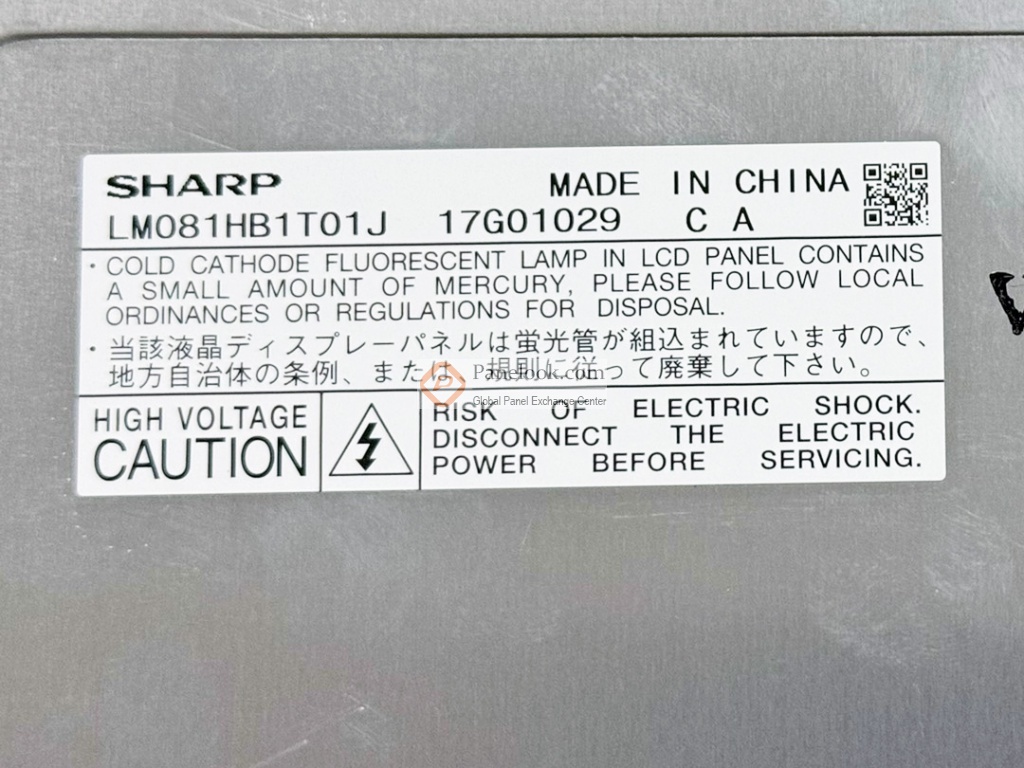 SHARP MADE IN CHINA
LM081HB1T01J 17G01029 C A
・COLD CATHODE FLUORESCENT LAMP IN LCD PANEL CONTAINS
A SMALL AMOUNT OF MERCURY, PLEASE FOLLOW LOCAL
ORDINANCES OR REGULATIONS FOR DISPOSAL.
・当該液晶ディスプレーパネルは蛍光管が組込まれていますので、
地方自治体の条例、または、規則に従って廃棄して下さい。
Panelook.com
Global Panel Exchange Center
HIGH VOLTAGE
CAUTION
RISK OF ELECTRIC SHOCK.
DISCONNECT THE ELECTRIC
POWER BEFORE SERVICING.